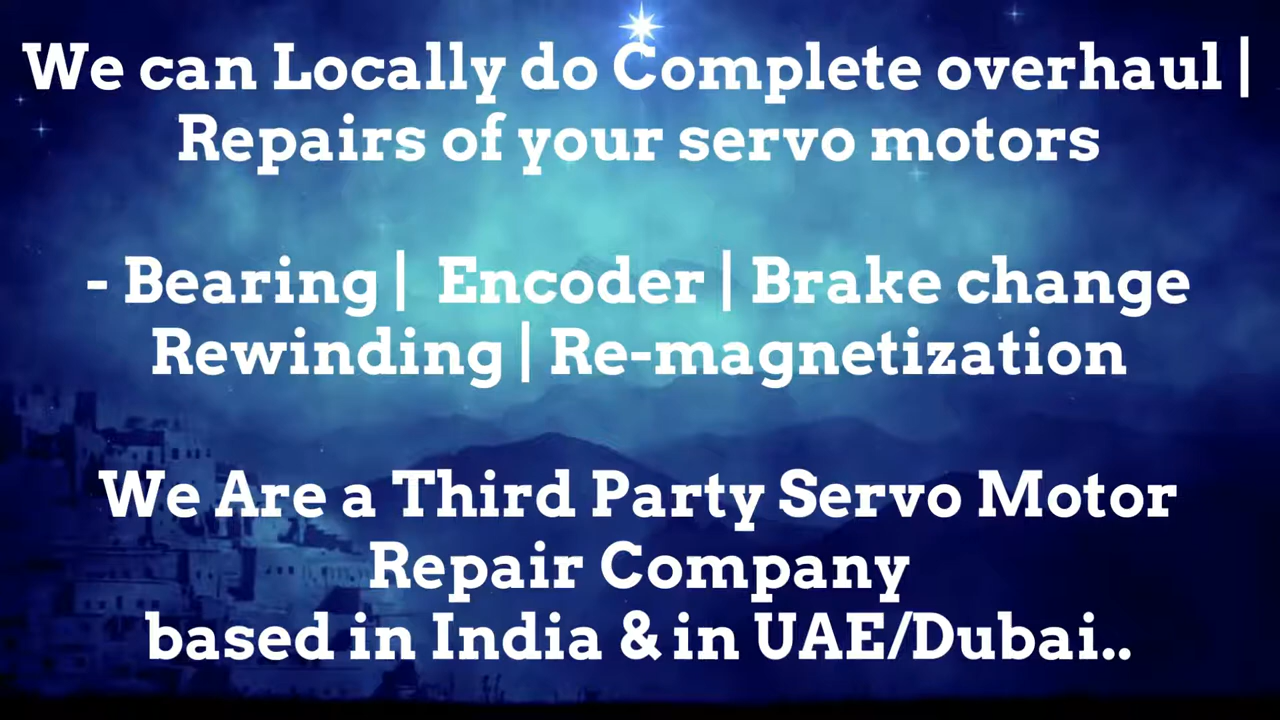 We can Locally do Complete overhaul |
Repairs of your servo motors
- Bearing | Encoder | Brake change
Rewinding | Re-magnetization
We Are a Third Party Servo Motor
Repair Company
based in India & in UAE/Dubai..